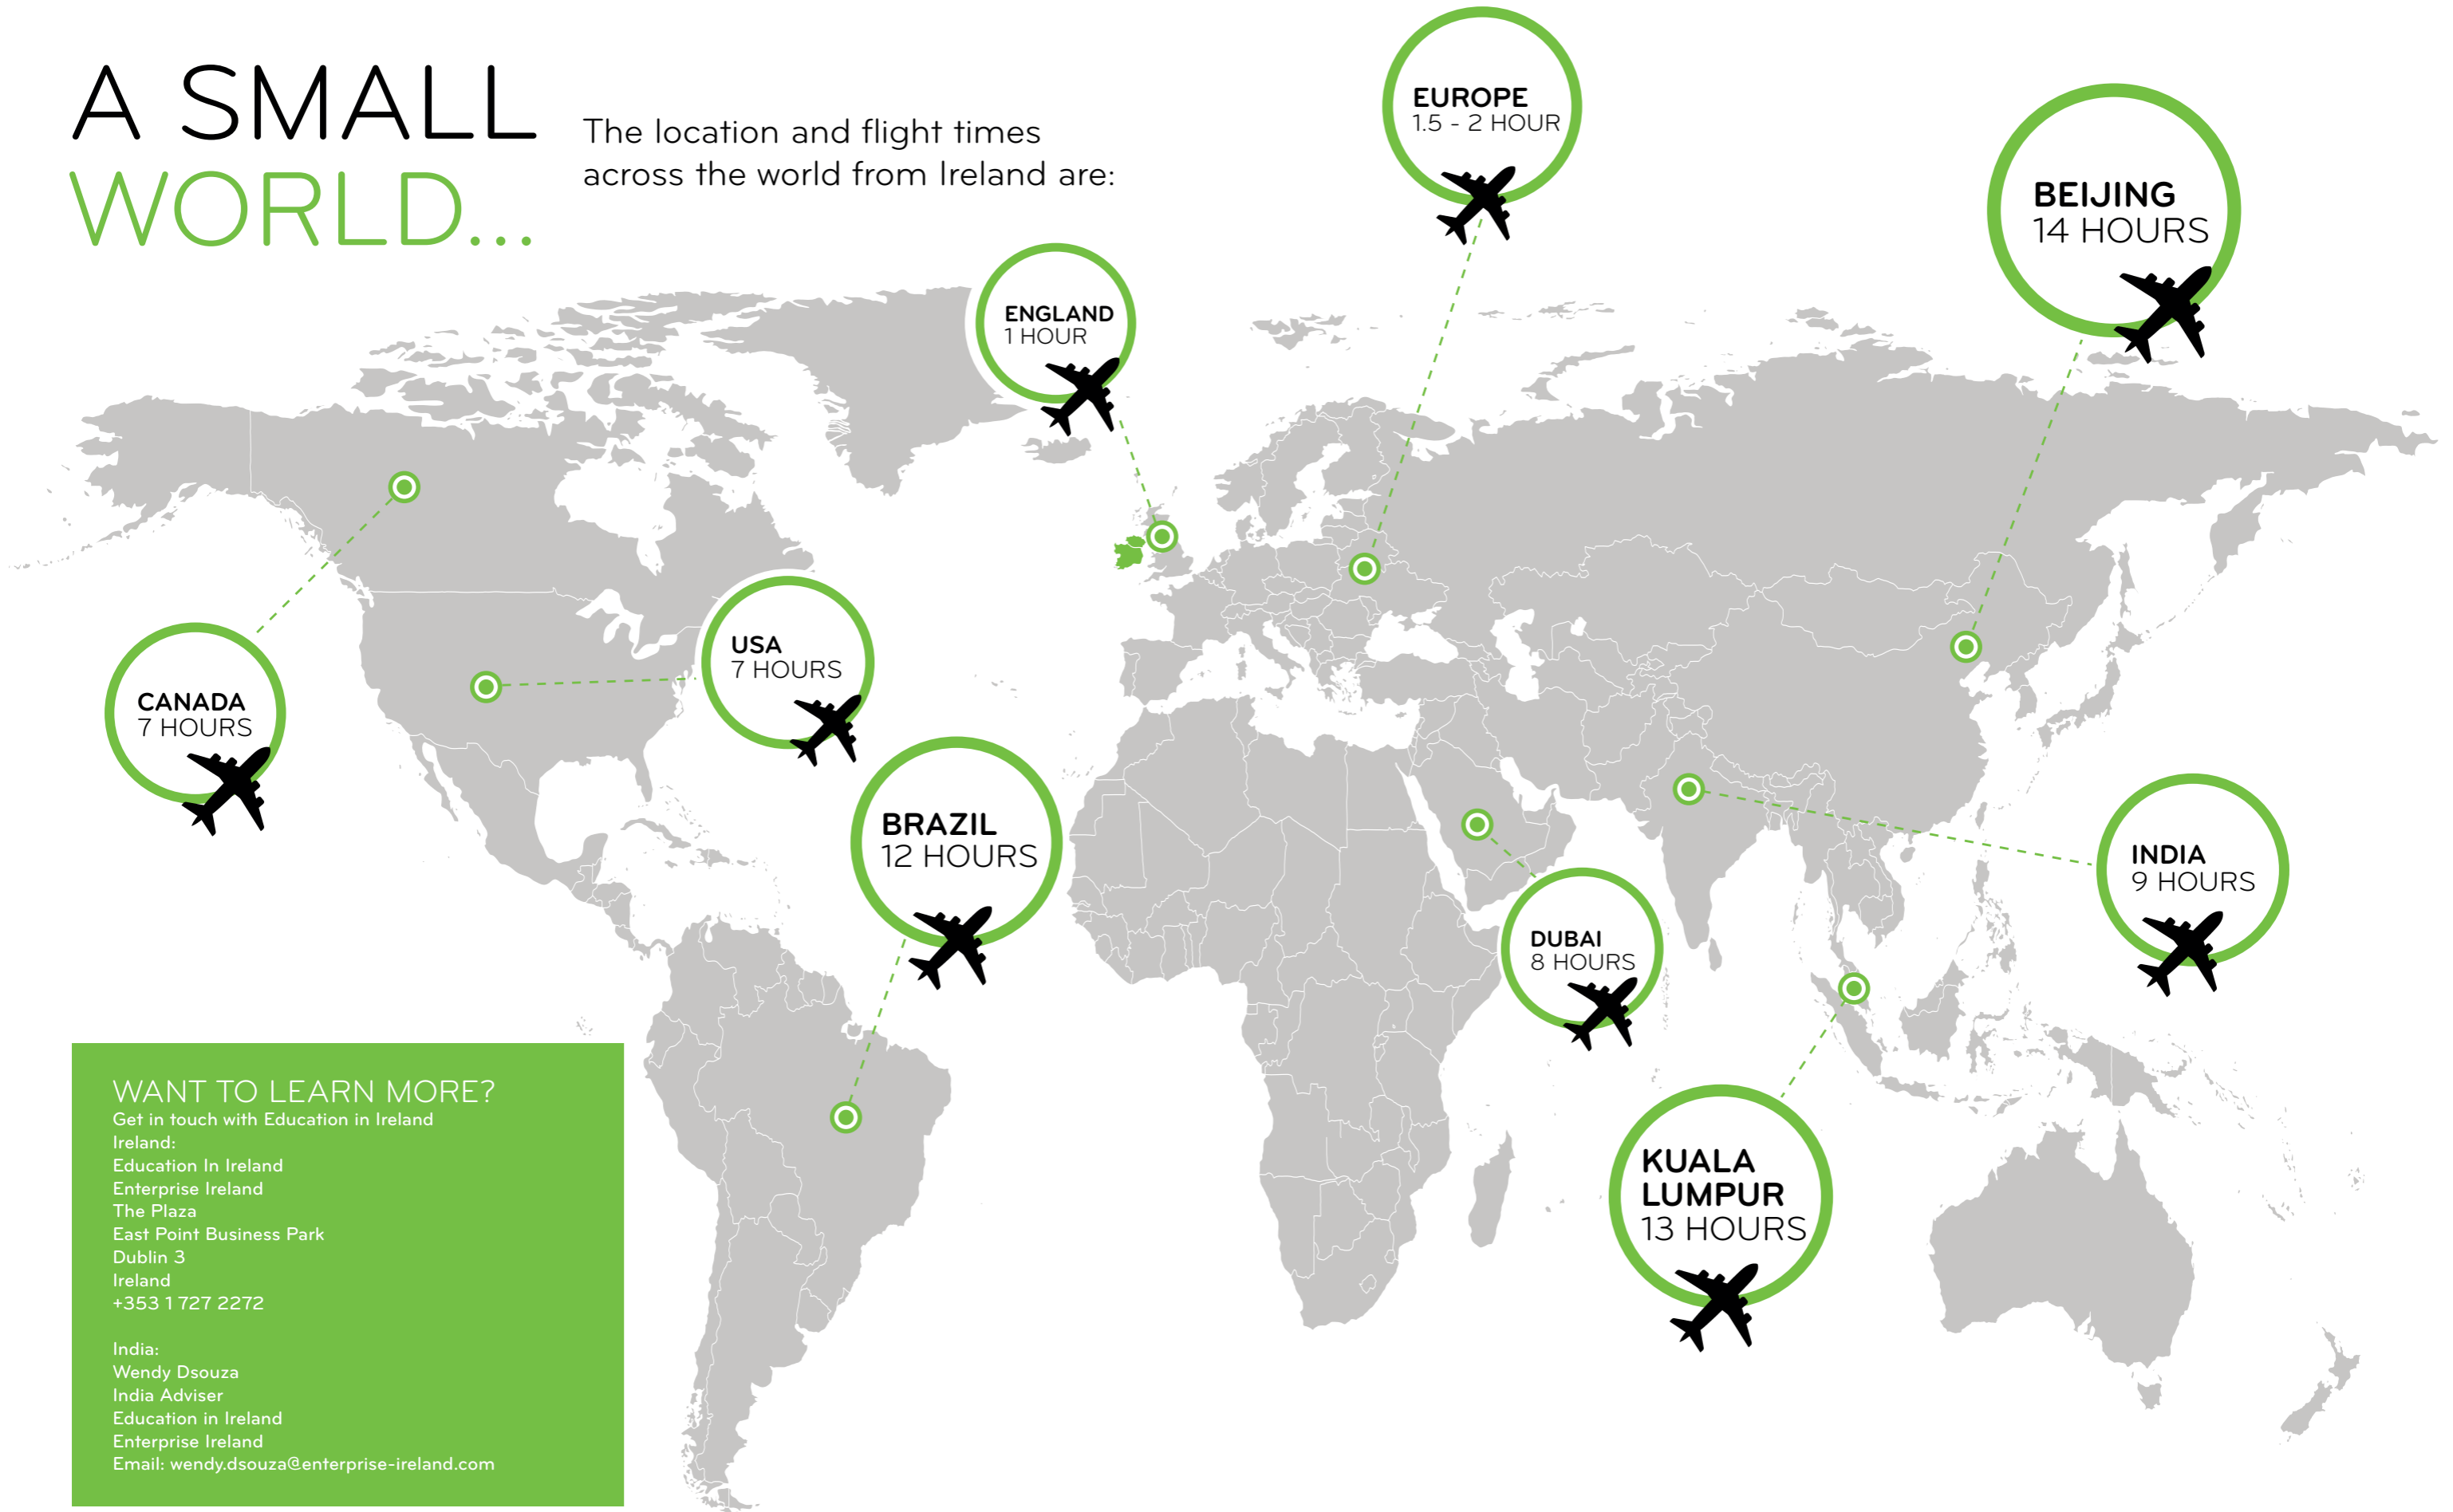 A SMALL
WORLD...
The location and flight times
across the world from Ireland are:
EUROPE
1.5 - 2 HOUR
BEIJING
14 HOURS
ENGLAND
1 HOUR
USA
7 HOURS
CANADA
7 HOURS
BRAZIL
12 HOURS
INDIA
9 HOURS
DUBAI
8 HOURS
KUALA
LUMPUR
13 HOURS
WANT TO LEARN MORE?
Get in touch with Education in Ireland
Ireland:
Education In Ireland
Enterprise Ireland
The Plaza
East Point Business Park
Dublin 3
Ireland
+353 1 727 2272
India:
Wendy Dsouza
India Adviser
Education in Ireland
Enterprise Ireland
Email: wendy.dsouza@enterprise-ireland.com